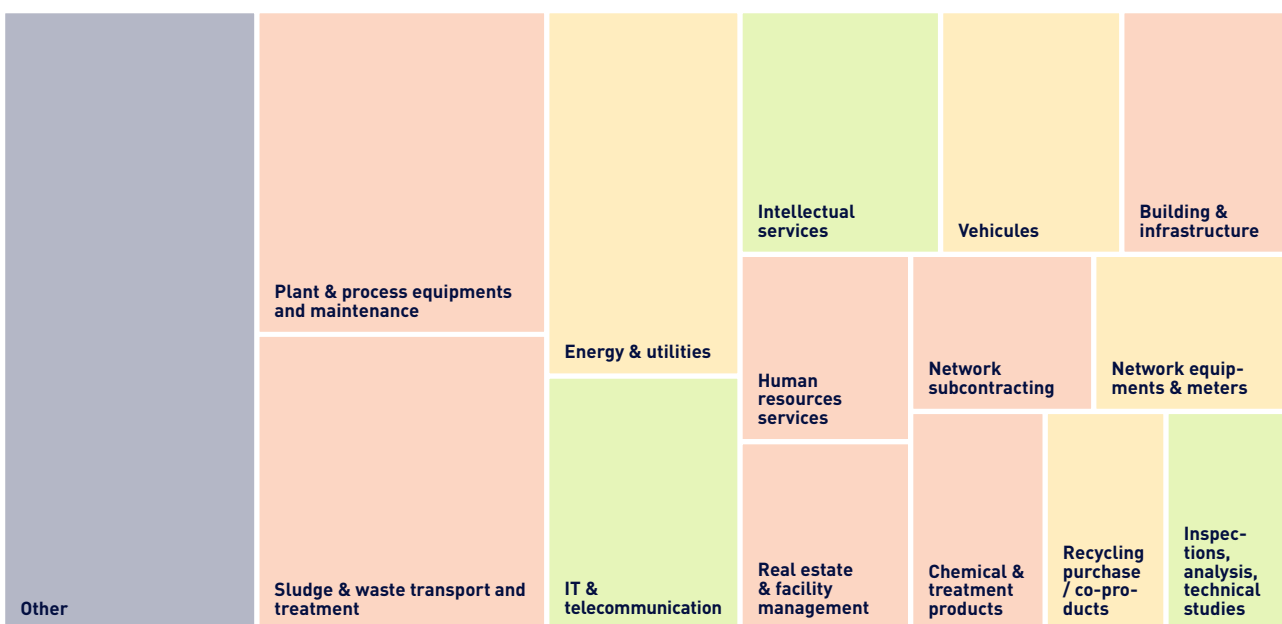 Other
Plant & process equipments
and maintenance
Sludge & waste transport and
treatment
Energy & utilities
IT &
telecommunication
Intellectual
services
Vehicules
Building &
infrastructure
Human
resources
services
Network
subcontracting
Network equip-
ments & meters
Real estate
& facility
management
Chemical &
treatment
products
Recycling
purchase
/ co-pro-
ducts
Inspec-
tions,
analysis,
technical
studies